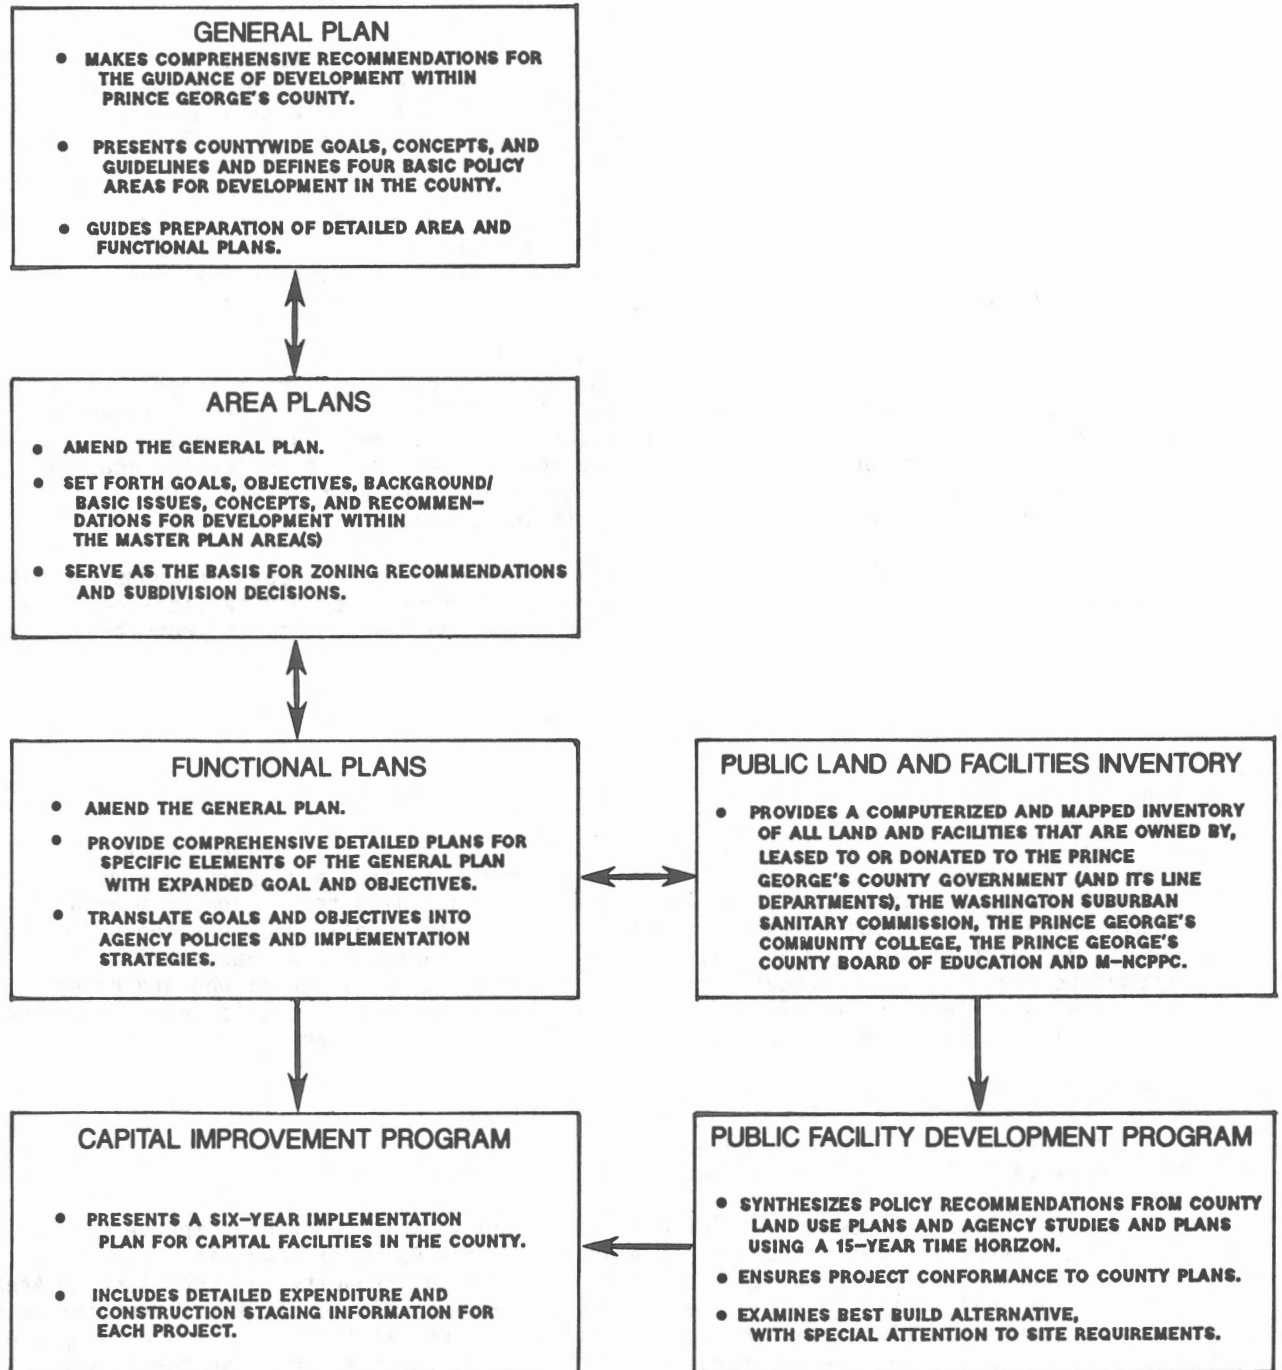 GENERAL PLAN
● MAKES COMPREHENSIVE RECOMMENDATIONS FOR
THE GUIDANCE OF DEVELOPMENT WITHIN
PRINCE GEORGE'S COUNTY.
● PRESENTS COUNTYWIDE GOALS, CONCEPTS, AND
GUIDELINES AND DEFINES FOUR BASIC POLICY
AREAS FOR DEVELOPMENT IN THE COUNTY.
● GUIDES PREPARATION OF DETAILED AREA AND
FUNCTIONAL PLANS.
AREA PLANS
● AMEND THE GENERAL PLAN.
● SET FORTH GOALS, OBJECTIVES, BACKGROUND/
BASIC ISSUES, CONCEPTS, AND RECOMMEN-
DATIONS FOR DEVELOPMENT WITHIN
THE MASTER PLAN AREA(S)
● SERVE AS THE BASIS FOR ZONING RECOMMENDATIONS
AND SUBDIVISION DECISIONS.
FUNCTIONAL PLANS
● AMEND THE GENERAL PLAN.
● PROVIDE COMPREHENSIVE DETAILED PLANS FOR
SPECIFIC ELEMENTS OF THE GENERAL PLAN
WITH EXPANDED GOAL AND OBJECTIVES.
● TRANSLATE GOALS AND OBJECTIVES INTO
AGENCY POLICIES AND IMPLEMENTATION
STRATEGIES.
PUBLIC LAND AND FACILITIES INVENTORY
● PROVIDES A COMPUTERIZED AND MAPPED INVENTORY
OF ALL LAND AND FACILITIES THAT ARE OWNED BY,
LEASED TO OR DONATED TO THE PRINCE
GEORGE'S COUNTY GOVERNMENT (AND ITS LINE
DEPARTMENTS), THE WASHINGTON SUBURBAN
SANITARY COMMISSION, THE PRINCE GEORGE'S
COMMUNITY COLLEGE, THE PRINCE GEORGE'S
COUNTY BOARD OF EDUCATION AND M-NCPPC.
CAPITAL IMPROVEMENT PROGRAM
● PRESENTS A SIX-YEAR IMPLEMENTATION
PLAN FOR CAPITAL FACILITIES IN THE COUNTY.
● INCLUDES DETAILED EXPENDITURE AND
CONSTRUCTION STAGING INFORMATION FOR
EACH PROJECT.
PUBLIC FACILITY DEVELOPMENT PROGRAM
● SYNTHESIZES POLICY RECOMMENDATIONS FROM COUNTY
LAND USE PLANS AND AGENCY STUDIES AND PLANS
USING A 15-YEAR TIME HORIZON.
● ENSURES PROJECT CONFORMANCE TO COUNTY PLANS.
● EXAMINES BEST BUILD ALTERNATIVE,
WITH SPECIAL ATTENTION TO SITE REQUIREMENTS.